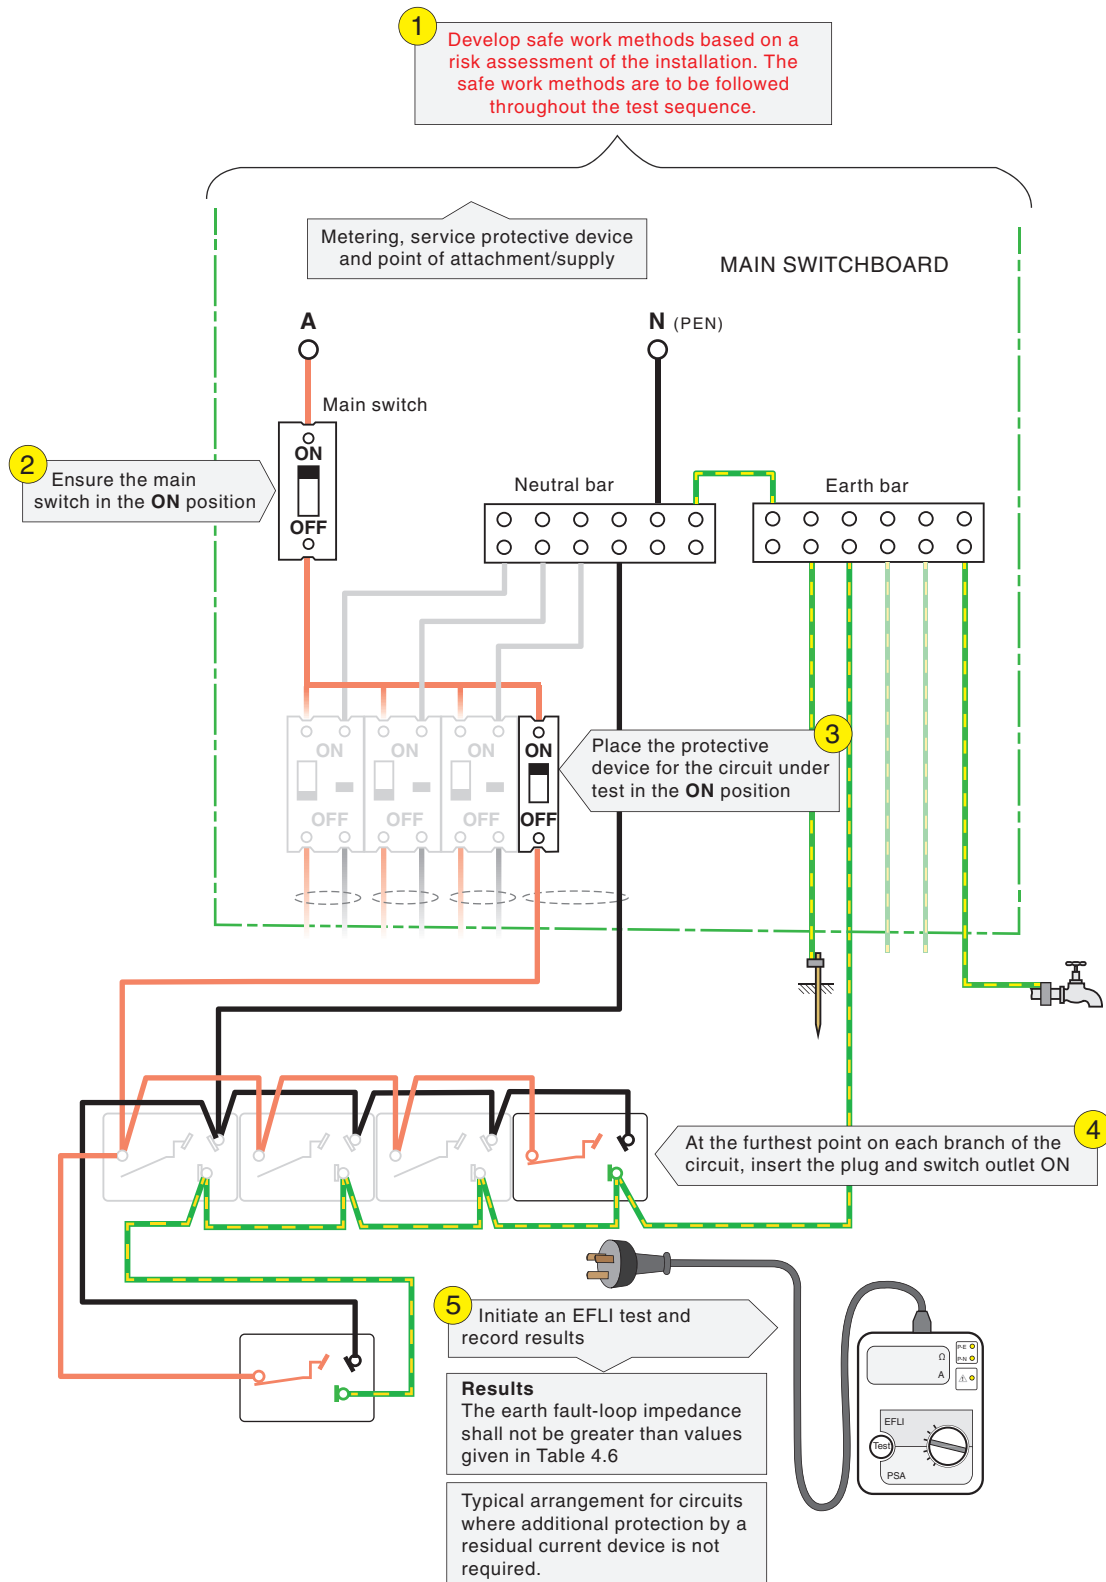 1
Develop safe work methods based on a
risk assessment of the installation. The
safe work methods are to be followed
throughout the test sequence.
Metering, service protective device
and point of attachment/supply
MAIN SWITCHBOARD
A
N (PEN)
Main switch
ON
OFF
2
Ensure the main
switch in the ON position
Neutral bar
Earth bar
ON
OFF
ON
OFF
ON
OFF
ON
OFF
3
Place the protective
device for the circuit under
test in the ON position
4
At the furthest point on each branch of the
circuit, insert the plug and switch outlet ON
5
Initiate an EFLI test and
record results
Results
The earth fault-loop impedance
shall not be greater than values
given in Table 4.6
Typical arrangement for circuits
where additional protection by a
residual current device is not
required.
Ω
A
P-E
P-N
EFLI
Test
PSA